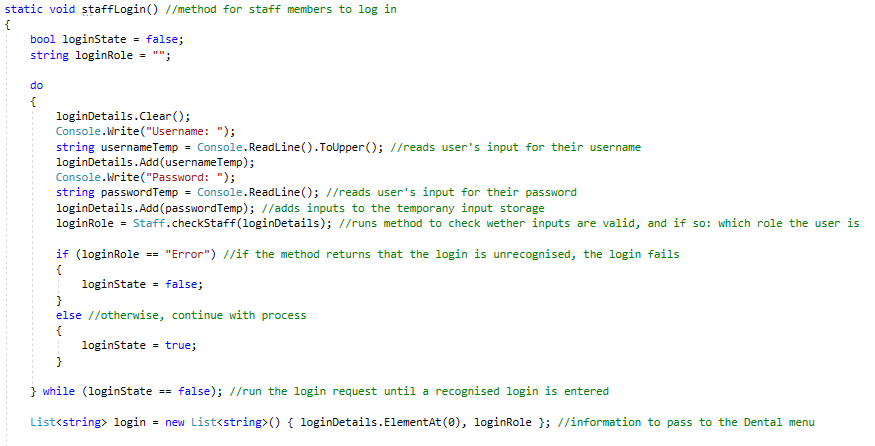 static void staffLogin() //method for staff members to log in
{
bool loginState = false;
string loginRole = "";
do
{
loginDetails.Clear();
Console.Write("Username: ");
string usernameTemp = Console.ReadLine().ToUpper(); //reads user's input for their username
loginDetails.Add(usernameTemp);
Console.Write("Password: ");
string passwordTemp = Console.ReadLine(); //reads user's input for their password
loginDetails.Add(passwordTemp); //adds inputs to the temporany input storage
loginRole = Staff.checkStaff(loginDetails); //runs method to check wether inputs are valid, and if so: which role the user is
if (loginRole == "Error") //if the method returns that the login is unrecognised, the login fails
{
loginState = false;
}
else //otherwise, continue with process
{
loginState = true;
}
} while (loginState == false); //run the login request until a recognised login is entered
List<string> login = new List<string>() { loginDetails.ElementAt(0), loginRole }; //information to pass to the Dental menu